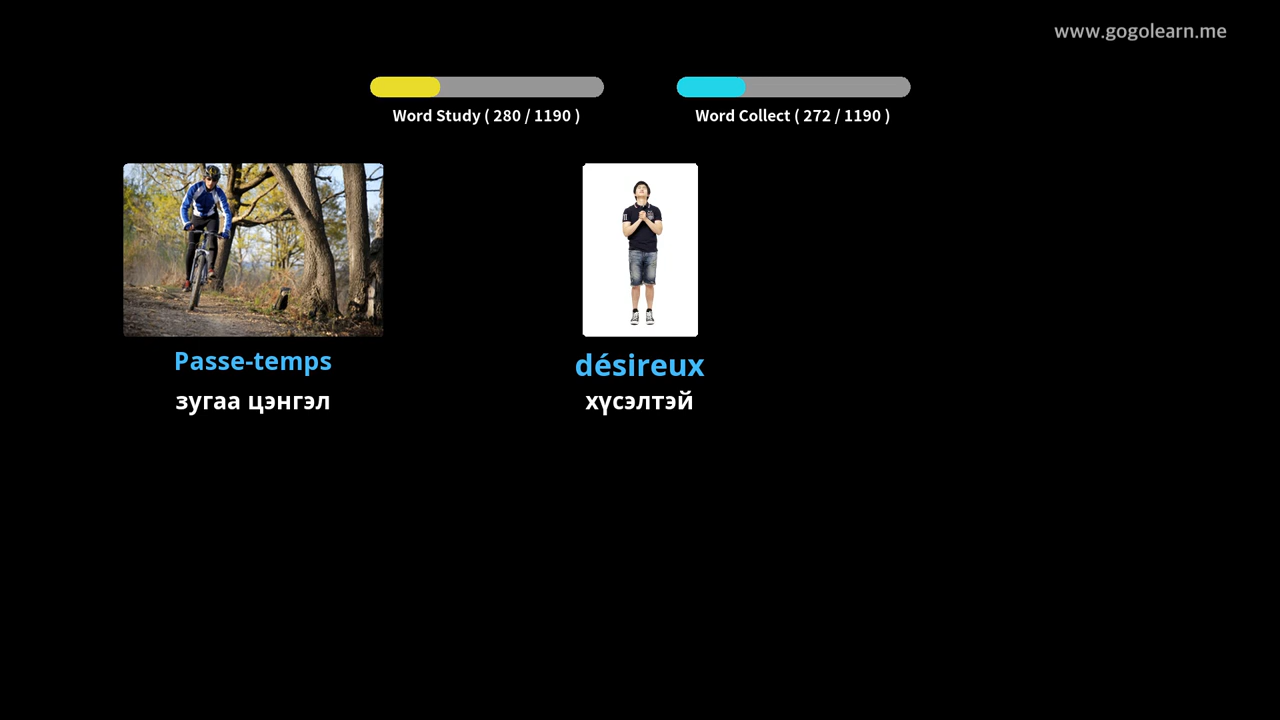 www.gogolearn.me
Word Study ( 280 / 1190 )
Word Collect ( 272 / 1190 )
Passe-temps
зугаа цэнгэл
désireux
хүсэлтэй